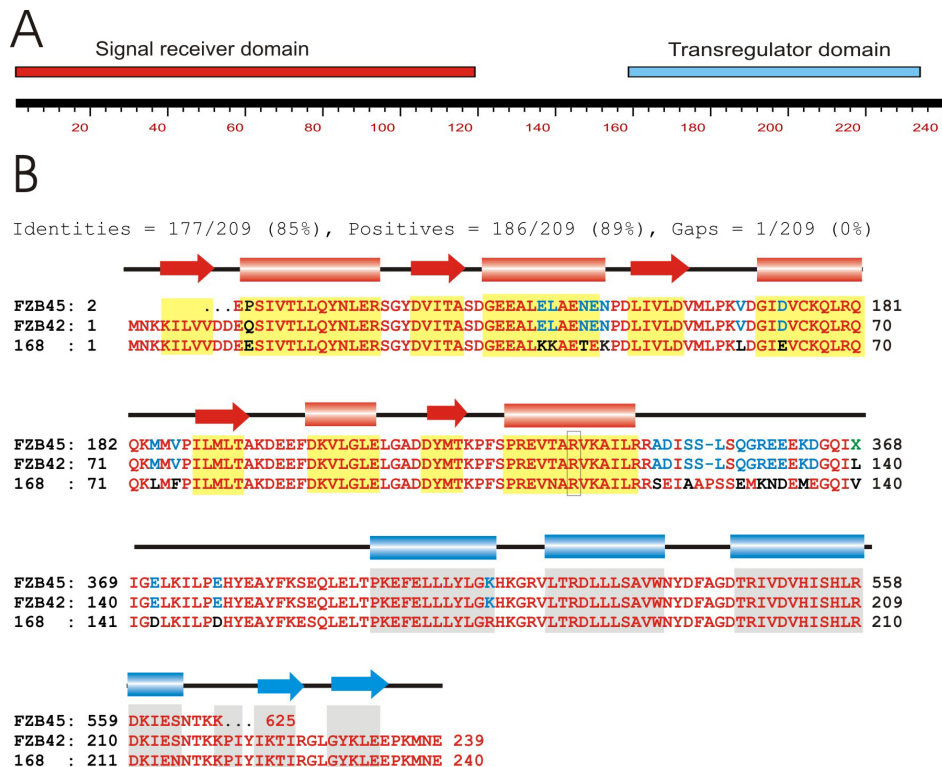 A
Signal receiver domain
Transregulator domain
20 40 60 80 100 120 140 160 180 200 220 240
B
Identities = 177/209 (85%), Positives = 186/209 (89%), Gaps = 1/209 (0%)
FZB45: 2 ...EPSIVTLLQYNLERSGYDVITASDGEEALELAENENPDLIVLDVMLPKVDGIDVCKQLRQ 181
FZB42: 1 MNKKILVVDDEQSIVTLLQYNLERSGYDVITASDGEEALELAENENPDLIVLDVMLPKVDGIDVCKQLRQ 70
168 : 1 MNKKILVVDDEESIVTLLQYNLERSGYDVITASDGEEALKKAETEKPDLIVLDVMLPKLDGIEVCKQLRQ 70
FZB45: 182 QKMMVPILMLTAKDEEFDKVLGLELGADDYMTKPFSPREVTARVKAILRRADISS-LSQGREEEKDGQIX 368
FZB42: 71 QKMMVPILMLTAKDEEFDKVLGLELGADDYMTKPFSPREVTARVKAILRRADISS-LSQGREEEKDGQIL 140
168 : 71 QKLMFPILMLTAKDEEFDKVLGLELGADDYMTKPFSPREVNARVKAILRRSEIAAPSSEMKNDEMEGQIV 140
FZB45: 369 IGELKILPEHYEAYFKSEQLELTPKEFELLLYLGKHKGRVLTRDLLLSAVWNYDFAGDTRIVDVHISHLR 558
FZB42: 140 IGELKILPEHYEAYFKSEQLELTPKEFELLLYLGKHKGRVLTRDLLLSAVWNYDFAGDTRIVDVHISHLR 209
168 : 141 IGDLKILPDHYEAYFKESQLELTPKEFELLLYLGRHKGRVLTRDLLLSAVWNYDFAGDTRIVDVHISHLR 210
FZB45: 559 DKIESNTKK... 625
FZB42: 210 DKIESNTKKPIYIKTIRGLGYKLEEPKMNE 239
168 : 211 DKIENNTKKPIYIKTIRGLGYKLEEPKMNE 240